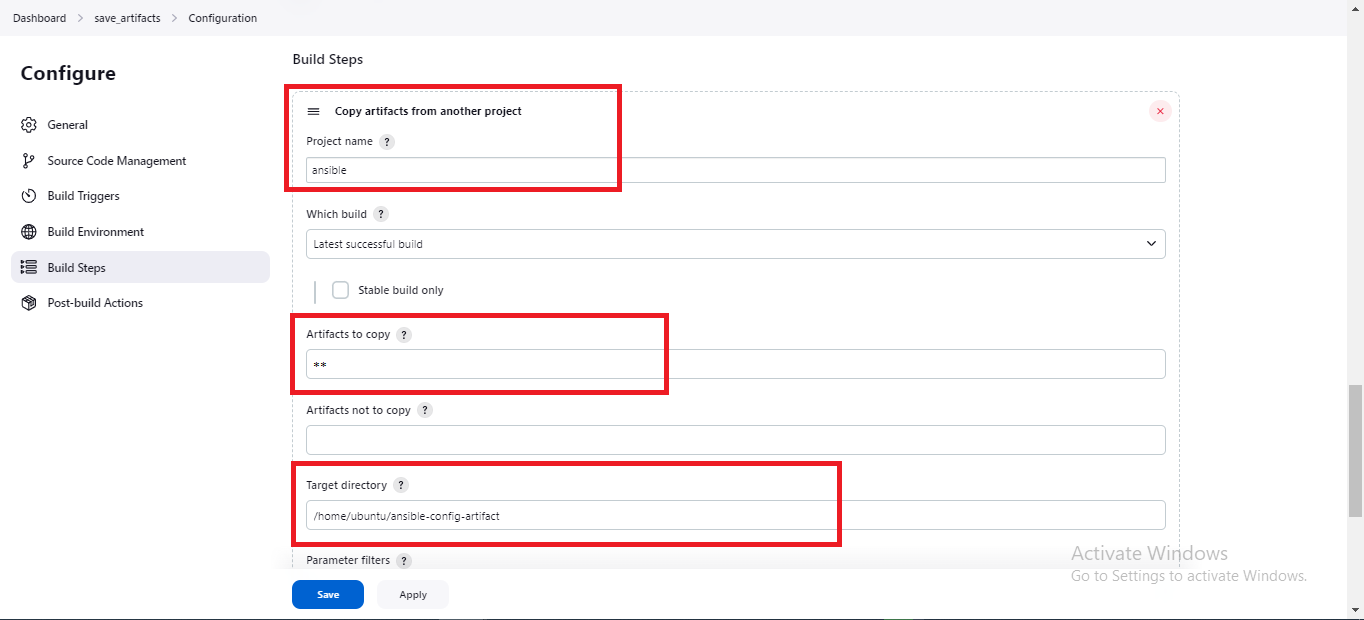 Dashboard > save_artifacts > Configuration
Configure
General
Source Code Management
Build Triggers
Build Environment
Build Steps
Post-build Actions
Build Steps
Copy artifacts from another project
Project name ?
ansible
Which build ?
Latest successful build
Stable build only
Artifacts to copy ?
**
Artifacts not to copy ?
Target directory ?
/home/ubuntu/ansible-config-artifact
Parameter filters ?
Save Apply
Activate Windows
Go to Settings to activate Windows.